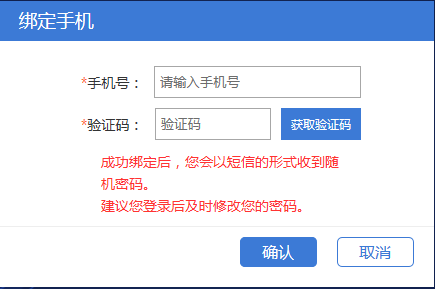 绑定手机
*手机号： 请输入手机号
*验证码： 验证码 获取验证码
成功绑定后，您会以短信的形式收到随
机密码。
建议您登录后及时修改您的密码。
确认 取消